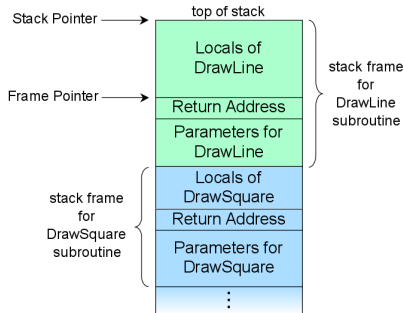 Stack Pointer
top of stack
Locals of
DrawLine
stack frame
for
DrawLine
subroutine
Frame Pointer
Return Address
Parameters for
DrawLine
stack frame
for
DrawSquare
subroutine
Locals of
DrawSquare
Return Address
Parameters for
DrawSquare
⋮